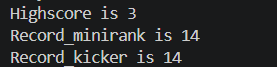 Highscore is 3
Record_minirank is 14
Record_kicker is 14